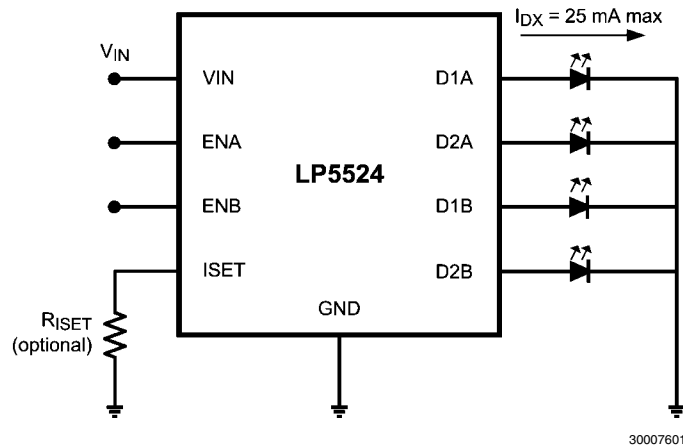 I_DX = 25 mA max
V_IN
VIN
D1A
ENA
D2A
LP5524
ENB
D1B
ISET
D2B
GND
R_ISET
(optional)
30007601